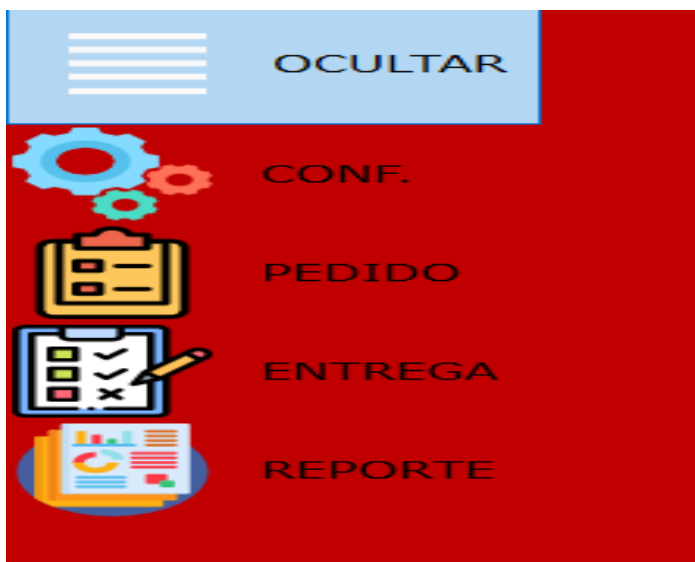 OCULTAR
CONF.
PEDIDO
ENTREGA
REPORTE